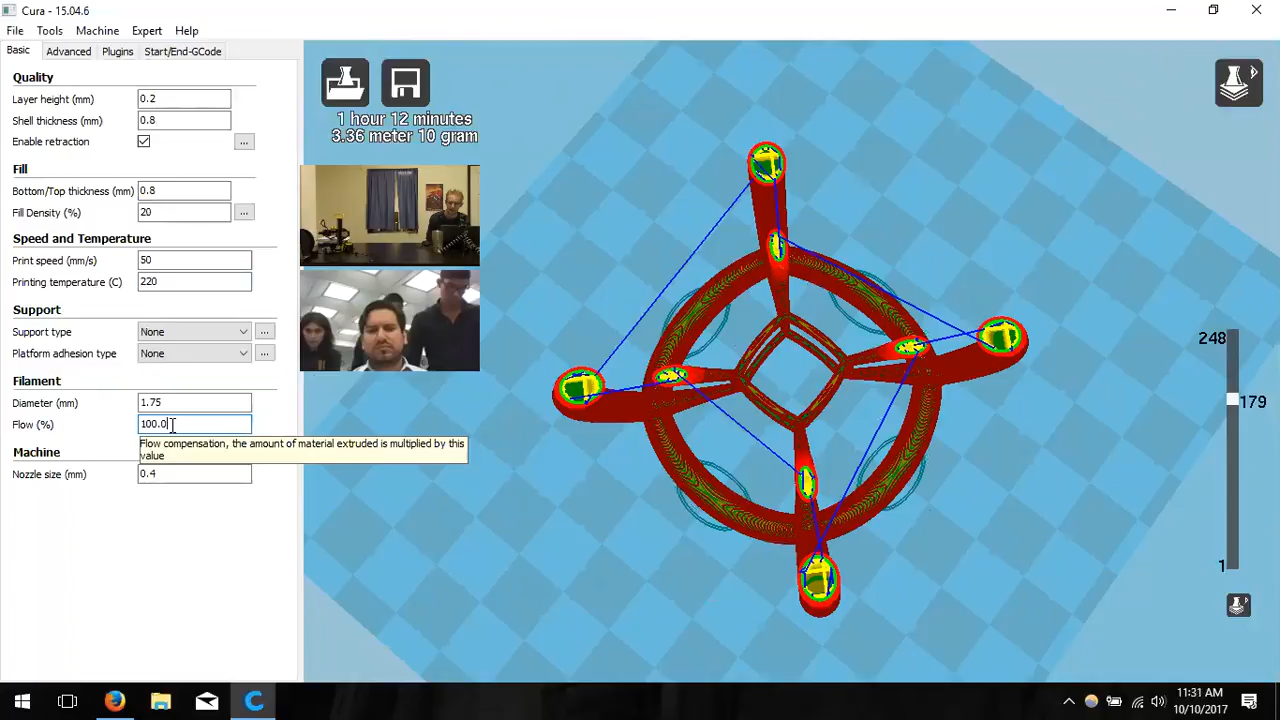 Cura - 15.04.6
File Tools Machine Expert Help
Basic Advanced Plugins Start/End-GCode
Quality
Layer height (mm) 0.2
Shell thickness (mm) 0.8
Enable retraction ...
Fill
Bottom/Top thickness (mm) 0.8
Fill Density (%) 20 ...
Speed and Temperature
Print speed (mm/s) 50
Printing temperature (C) 220
Support
Support type None ...
Platform adhesion type None ...
Filament
Diameter (mm) 1.75
Flow (%) 100.0
Flow compensation, the amount of material extruded is multiplied by this
value
Machine
Nozzle size (mm) 0.4
1 hour 12 minutes
3.36 meter 10 gram
248
179
1
11:31 AM
10/10/2017